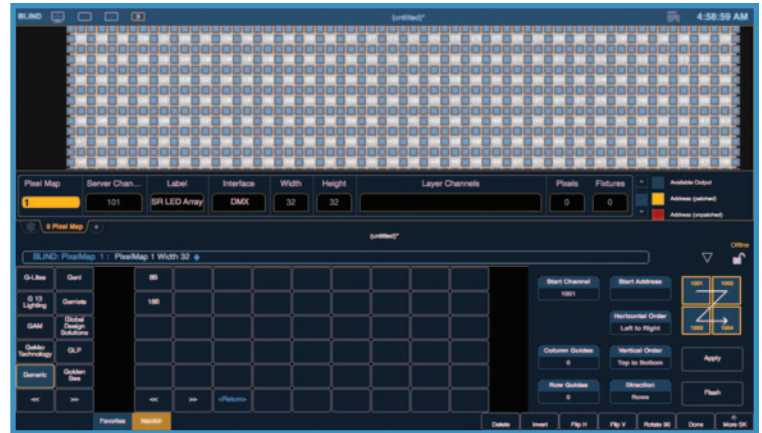 BLIND
3
(untitled)*
4:58:59 AM
Pixel Map
Server Chan...
Label
Interface
Width
Height
Layer Channels
Pixels
Fixtures
Available Output
Address (patched)
Address (unpatched)
1
101
SR LED Array
DMX
32
32
0
0
9 Pixel Map
+
(untitled)*
Offline
BLIND: PixelMap 1 : PixelMap 1 Width 32
G-Lites
Geni
G 13 Lighting
Gerriets
GAM
Global Design Solutions
Gekko Technology
GLP
Generic
Golden Sea
<<
>>
<<
>>
<Return>
Start Channel
1001
Start Address
1001
1002
1003
1004
Horizontal Order
Left to Right
Column Guides
0
Vertical Order
Top to Bottom
Apply
Row Guides
0
Direction
Rows
Flash
Favorites
Manfctr
Delete
Invert
Flip H
Flip V
Rotate 90
Done
More SK